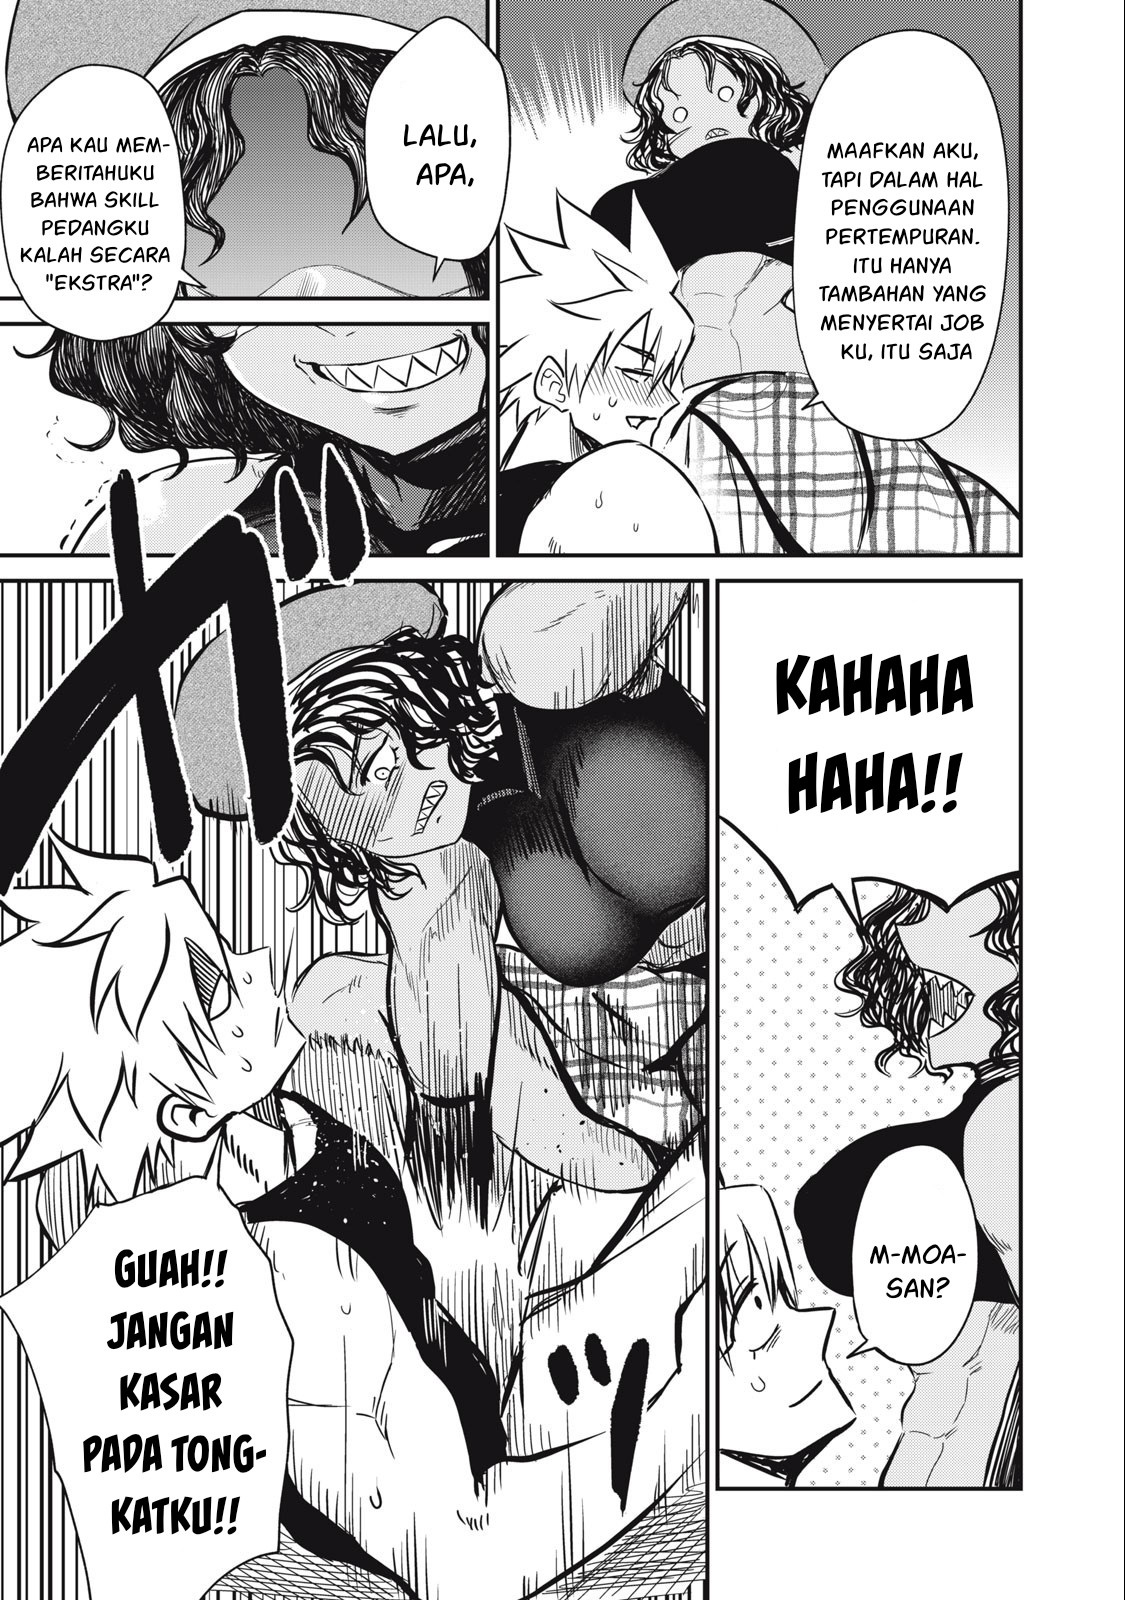 MAAFKAN AKU,
TAPI DALAM HAL
PENGGUNAAN
PERTEMPURAN.
ITU HANYA
TAMBAHAN YANG
MENYERTAI JOB
KU, ITU SAJA
LALU,
APA,
APA KAU MEM-
BERITAHUKU
BAHWA SKILL
PEDANGKU
KALAH SECARA
"EKSTRA"?
KAHAHA
HAHA!!
M-MOA-
SAN?
ガッ
GUAH!!
JANGAN
KASAR
PADA TONG-
KATKU!!